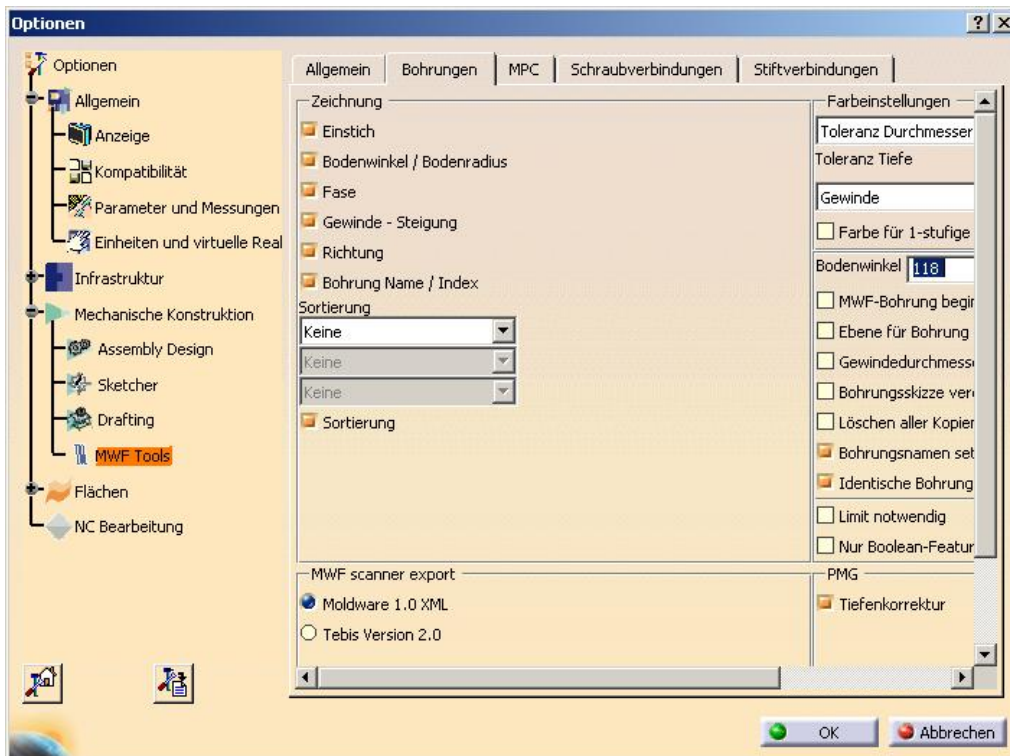 Optionen
Optionen
Allgemein
Anzeige
Kompatibilität
Parameter und Messungen
Einheiten und virtuelle Real
Infrastruktur
Mechanische Konstruktion
Assembly Design
Sketcher
Drafting
MWF Tools
Flächen
NC Bearbeitung
Allgemein
Bohrungen
MPC
Schraubverbindungen
Stiftverbindungen
Zeichnung
Einstich
Bodenwinkel / Bodenradius
Fase
Gewinde - Steigung
Richtung
Bohrung Name / Index
Sortierung
Keine
Keine
Keine
Sortierung
MWF scanner export
Moldware 1.0 XML
Tebis Version 2.0
Farbeinstellungen
Toleranz Durchmesser
Toleranz Tiefe
Gewinde
Farbe für 1-stufige
Bodenwinkel 118
MWF-Bohrung begin
Ebene für Bohrung
Gewindedurchmess
Bohrungsskizze ver
Löschen aller Kopier
Bohrungsnamen set
Identische Bohrung
Limit notwendig
Nur Boolean-Featur
PMG
Tiefenkorrektur
OK
Abbrechen